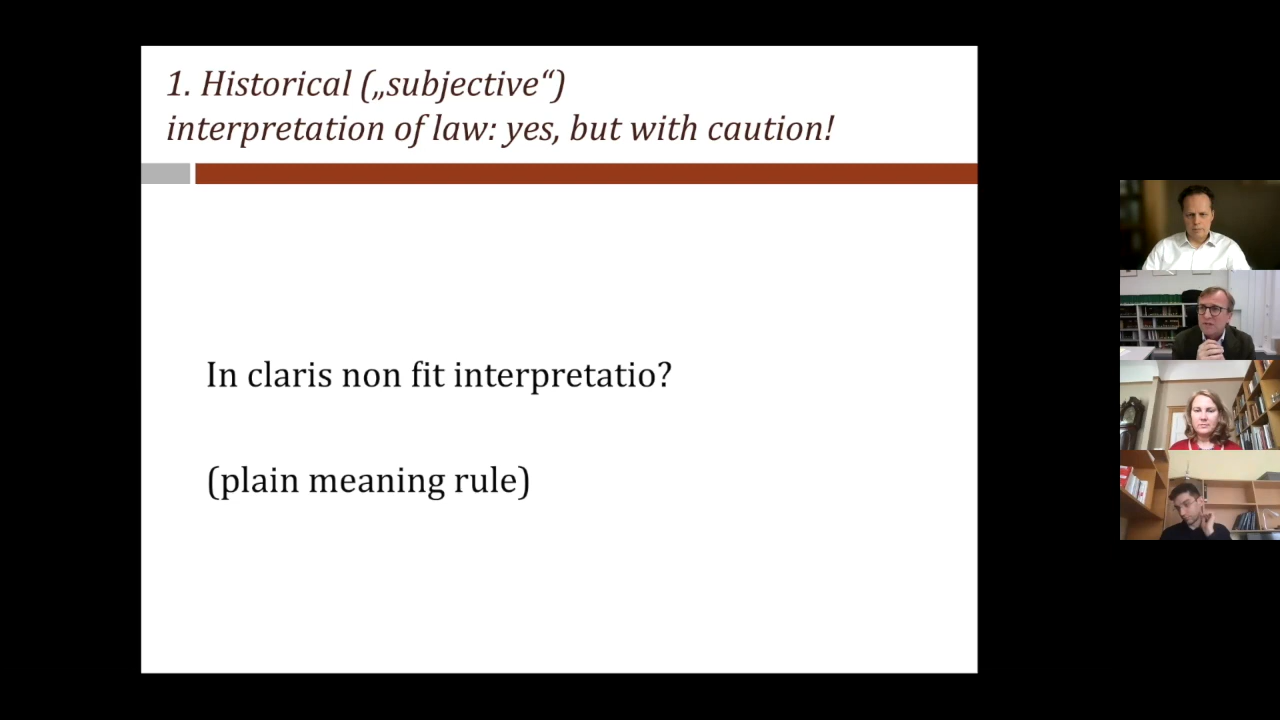 1. Historical („subjective“)
interpretation of law: yes, but with caution!
In claris non fit interpretatio?
(plain meaning rule)